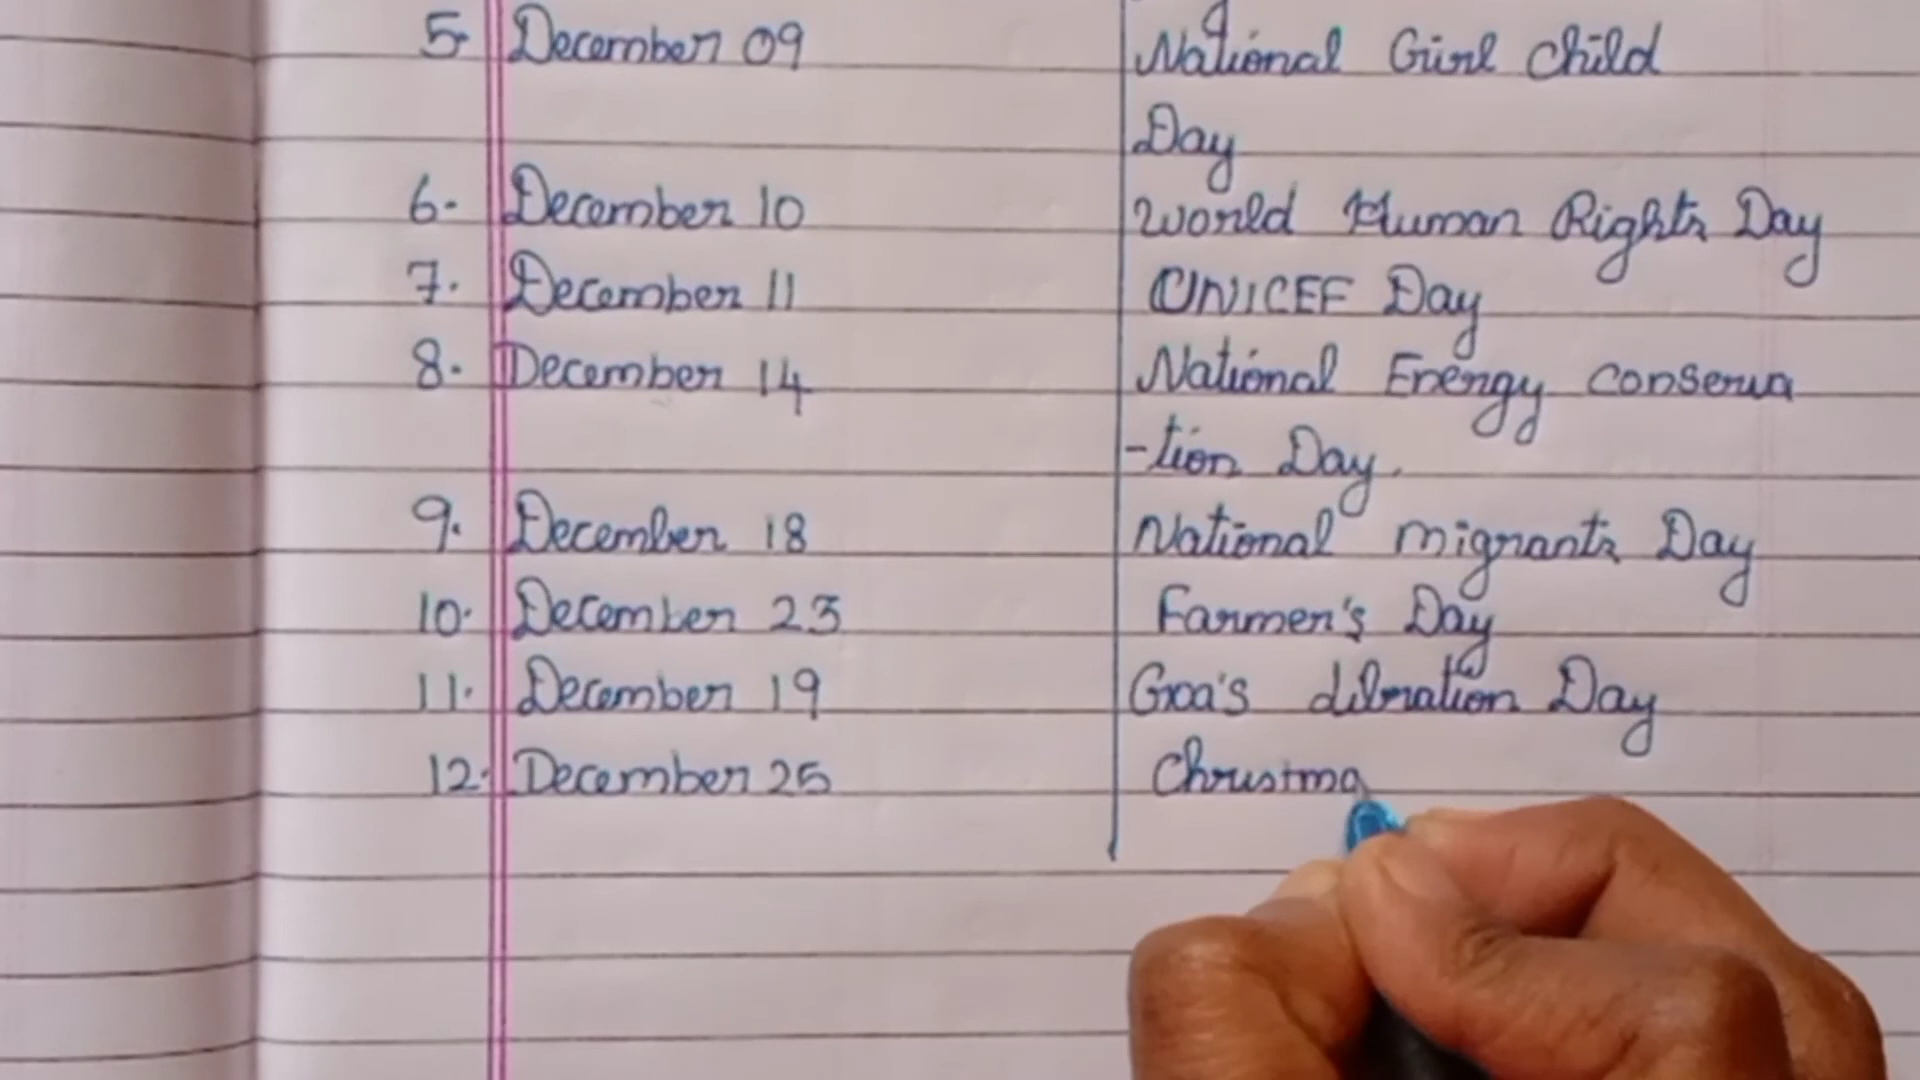 5. December 09 National Girl Child
Day
6. December 10 World Human Rights Day
7. December 11 UNICEF Day
8. December 14 National Energy conserva
-tion Day.
9. December 18 National migrants Day
10. December 23 Farmer's Day
11. December 19 Goa's libration Day
12. December 25 Christma